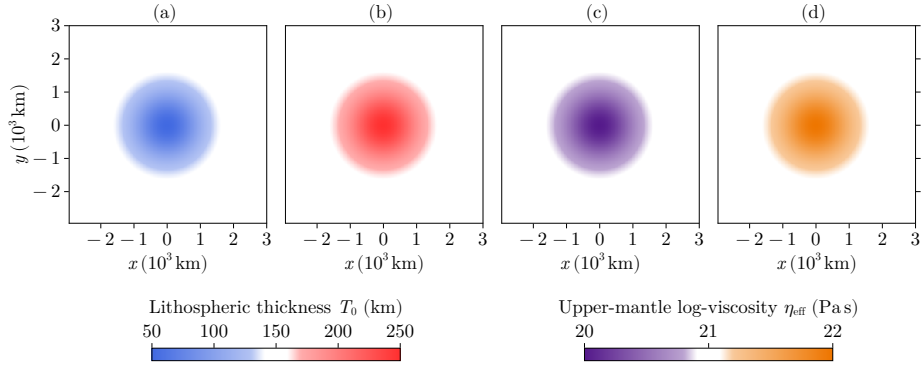 (a) (b) (c) (d)
3
2
1
0
−1
−2
y (10³ km)
−2 −1 0 1 2 3 −2 −1 0 1 2 3 −2 −1 0 1 2 3 −2 −1 0 1 2 3
x (10³ km) x (10³ km) x (10³ km) x (10³ km)
Lithospheric thickness T₀ (km) Upper-mantle log-viscosity ηeff (Pa s)
50 100 150 200 250 20 21 22